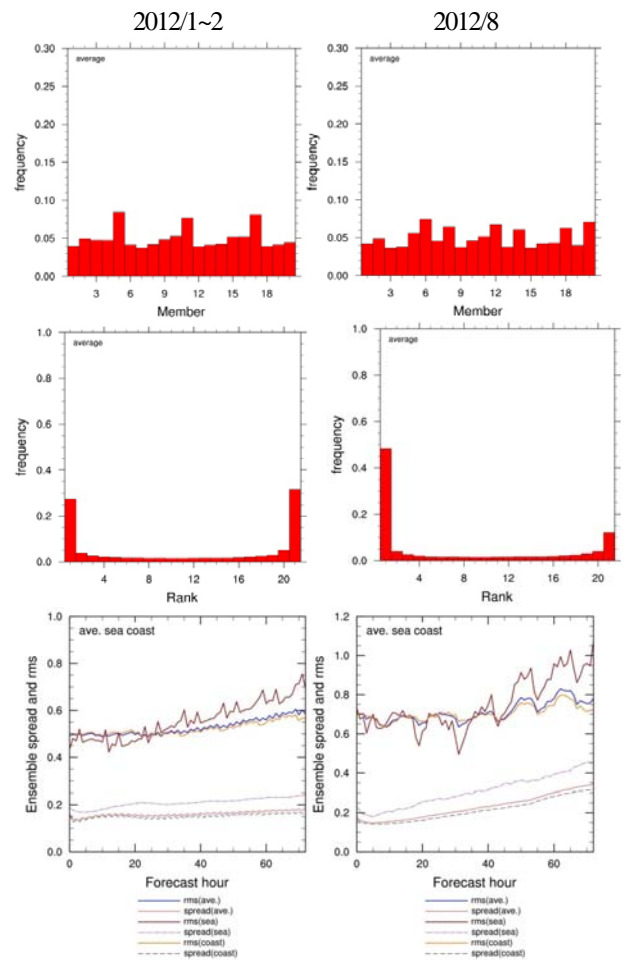 2012/1~2
2012/8
0.30
0.25
0.20
0.15
0.10
0.05
0.00
frequency
average
3 6 9 12 15 18
Member
0.30
0.25
0.20
0.15
0.10
0.05
0.00
frequency
average
3 6 9 12 15 18
Member
1.0
0.8
0.6
0.4
0.2
0.0
frequency
average
4 8 12 16 20
Rank
1.0
0.8
0.6
0.4
0.2
0.0
frequency
average
4 8 12 16 20
Rank
1.0
0.8
0.6
0.4
0.2
0.0
Ensemble spread and rms
ave. sea coast
0 20 40 60
Forecast hour
rms(ave.)
spread(ave.)
rms(sea)
spread(sea)
rms(coast)
spread(coast)
1.2
1.0
0.8
0.6
0.4
0.2
0.0
Ensemble spread and rms
ave. sea coast
0 20 40 60
Forecast hour
rms(ave.)
spread(ave.)
rms(sea)
spread(sea)
rms(coast)
spread(coast)